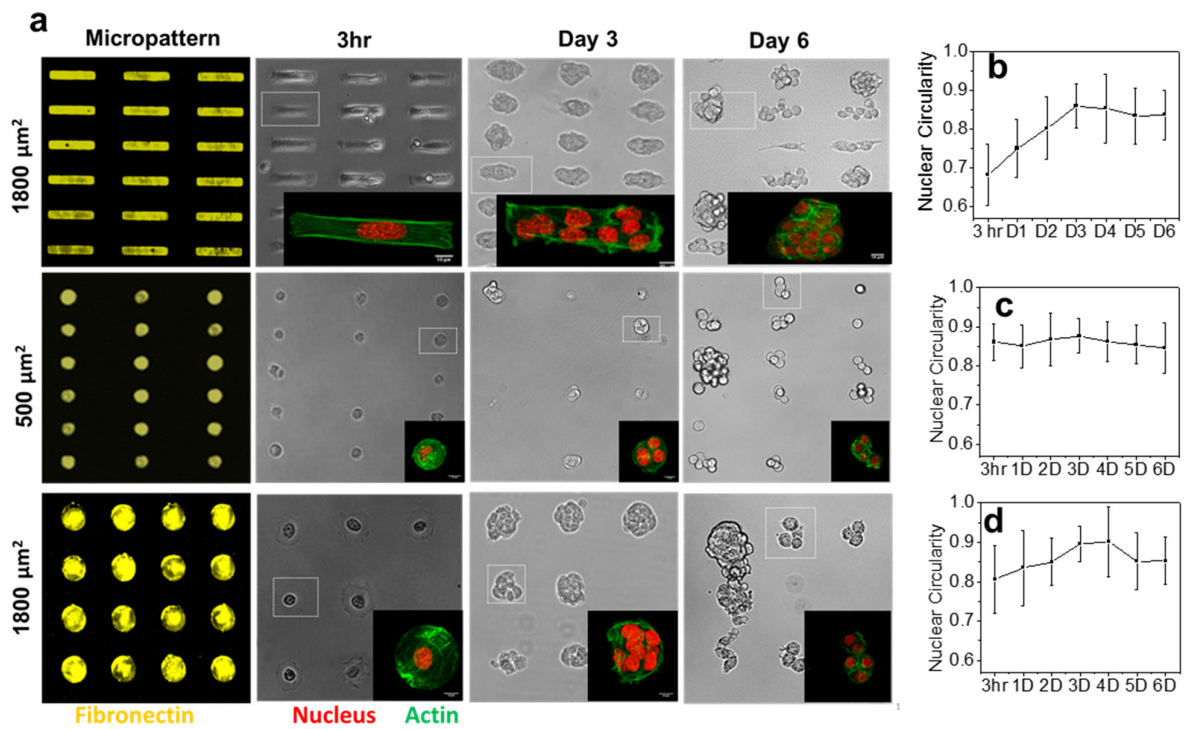 a
Micropattern
3hr
Day 3
Day 6
1800 µm²
500 µm²
1800 µm²
Fibronectin
Nucleus
Actin
1
b
Nuclear Circularity
1.0
0.9
0.8
0.7
0.6
3 hr D1 D2 D3 D4 D5 D6
c
Nuclear Circularity
1.0
0.9
0.8
0.7
0.6
3hr 1D 2D 3D 4D 5D 6D
d
Nuclear Circularity
1.0
0.9
0.8
0.7
0.6
3hr 1D 2D 3D 4D 5D 6D